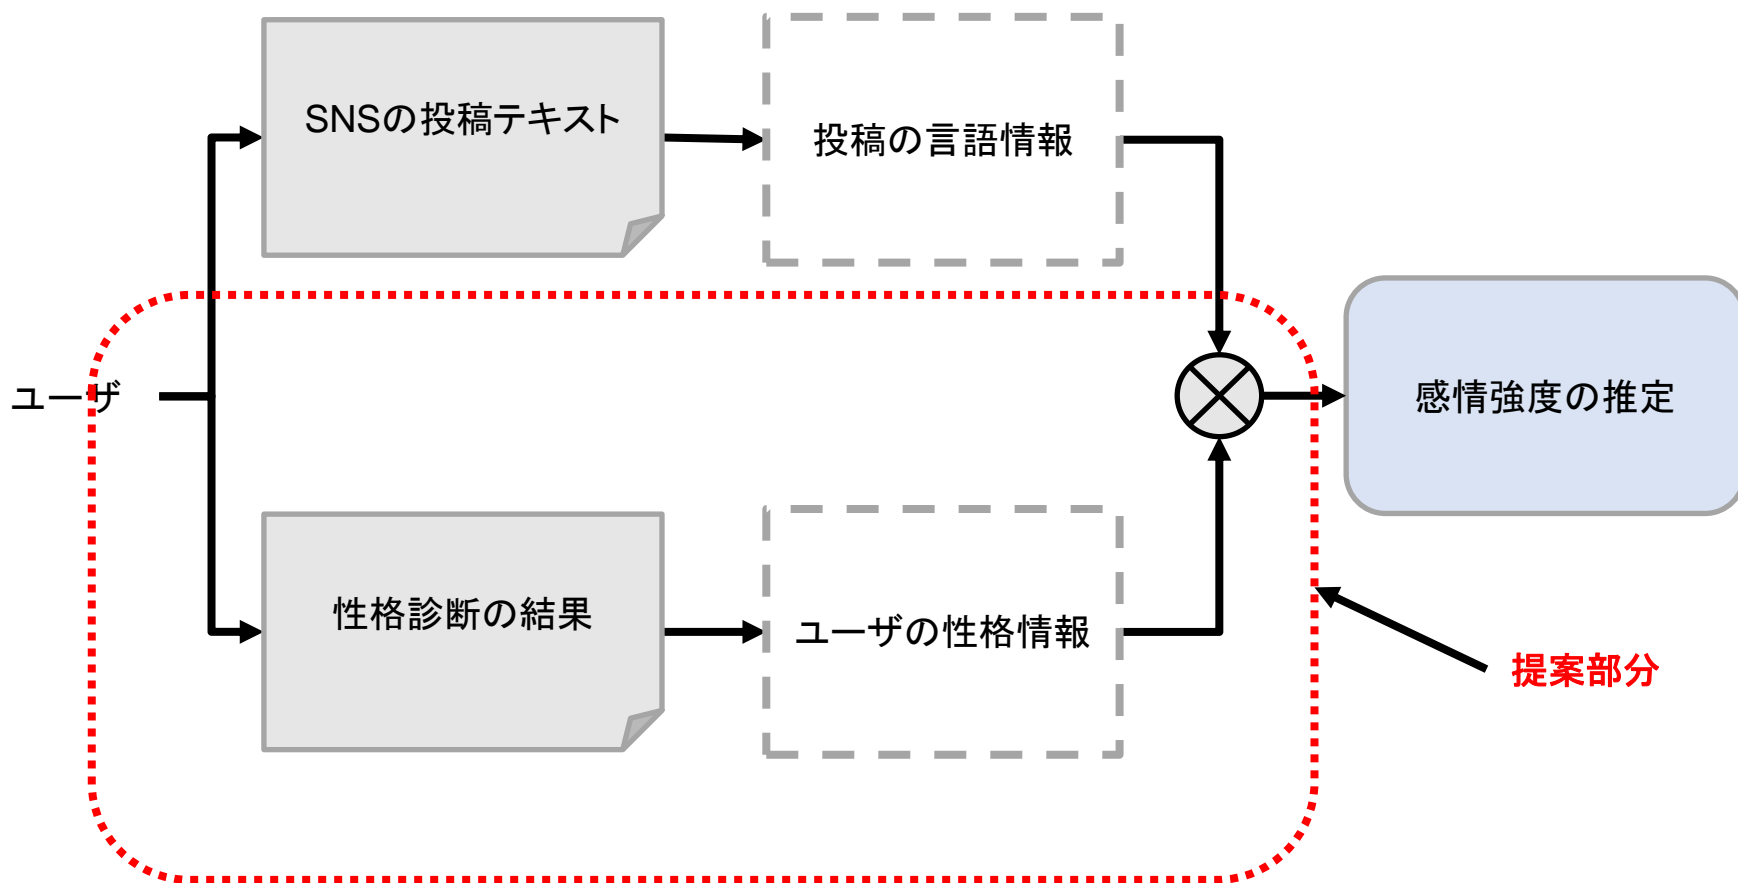 SNSの投稿テキスト
投稿の言語情報
ユーザ
感情強度の推定
性格診断の結果
ユーザの性格情報
提案部分